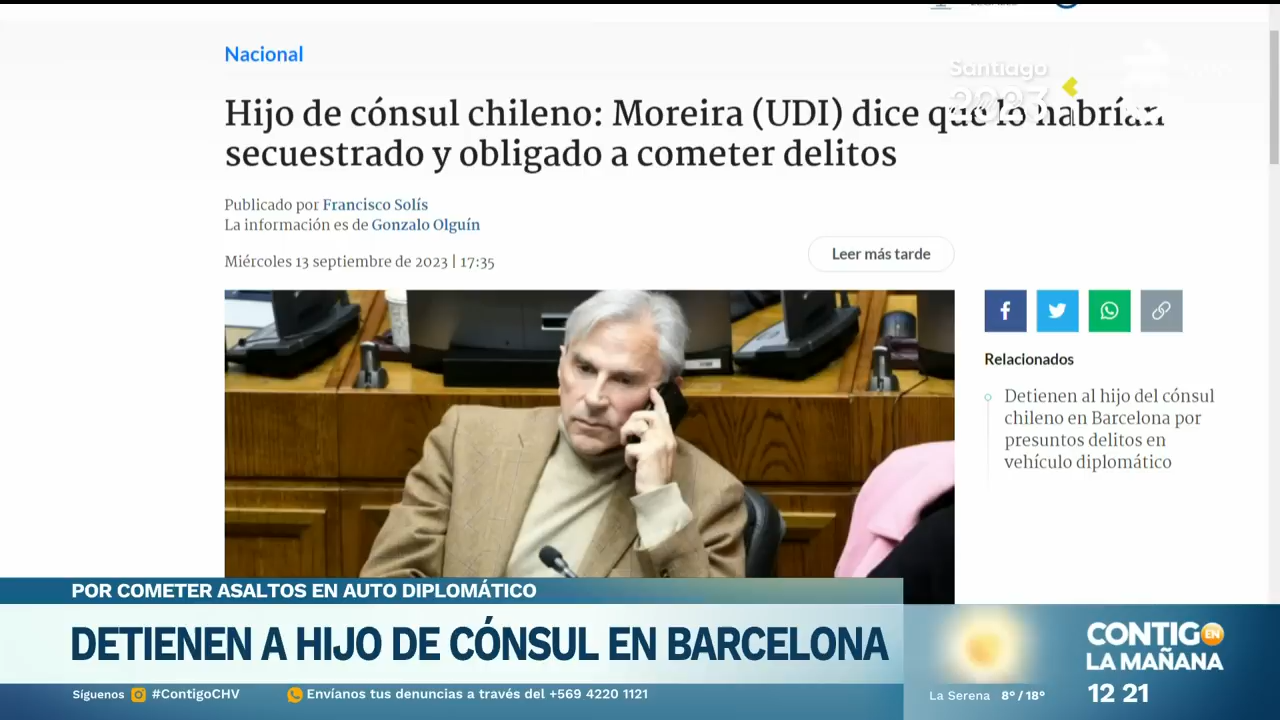 Nacional
Santiago
2023
Hijo de cónsul chileno: Moreira (UDI) dice que lo habrían
secuestrado y obligado a cometer delitos
Publicado por Francisco Solís
La información es de Gonzalo Olguín
Miércoles 13 septiembre de 2023 | 17:35
Leer más tarde
Relacionados
Detienen al hijo del cónsul
chileno en Barcelona por
presuntos delitos en
vehículo diplomático
POR COMETER ASALTOS EN AUTO DIPLOMÁTICO
DETIENEN A HIJO DE CÓNSUL EN BARCELONA
CONTIGO EN
LA MAÑANA
Síguenos #ContigoCHV
Envíanos tus denuncias a través del +569 4220 1121
La Serena 8°/18°
12 21